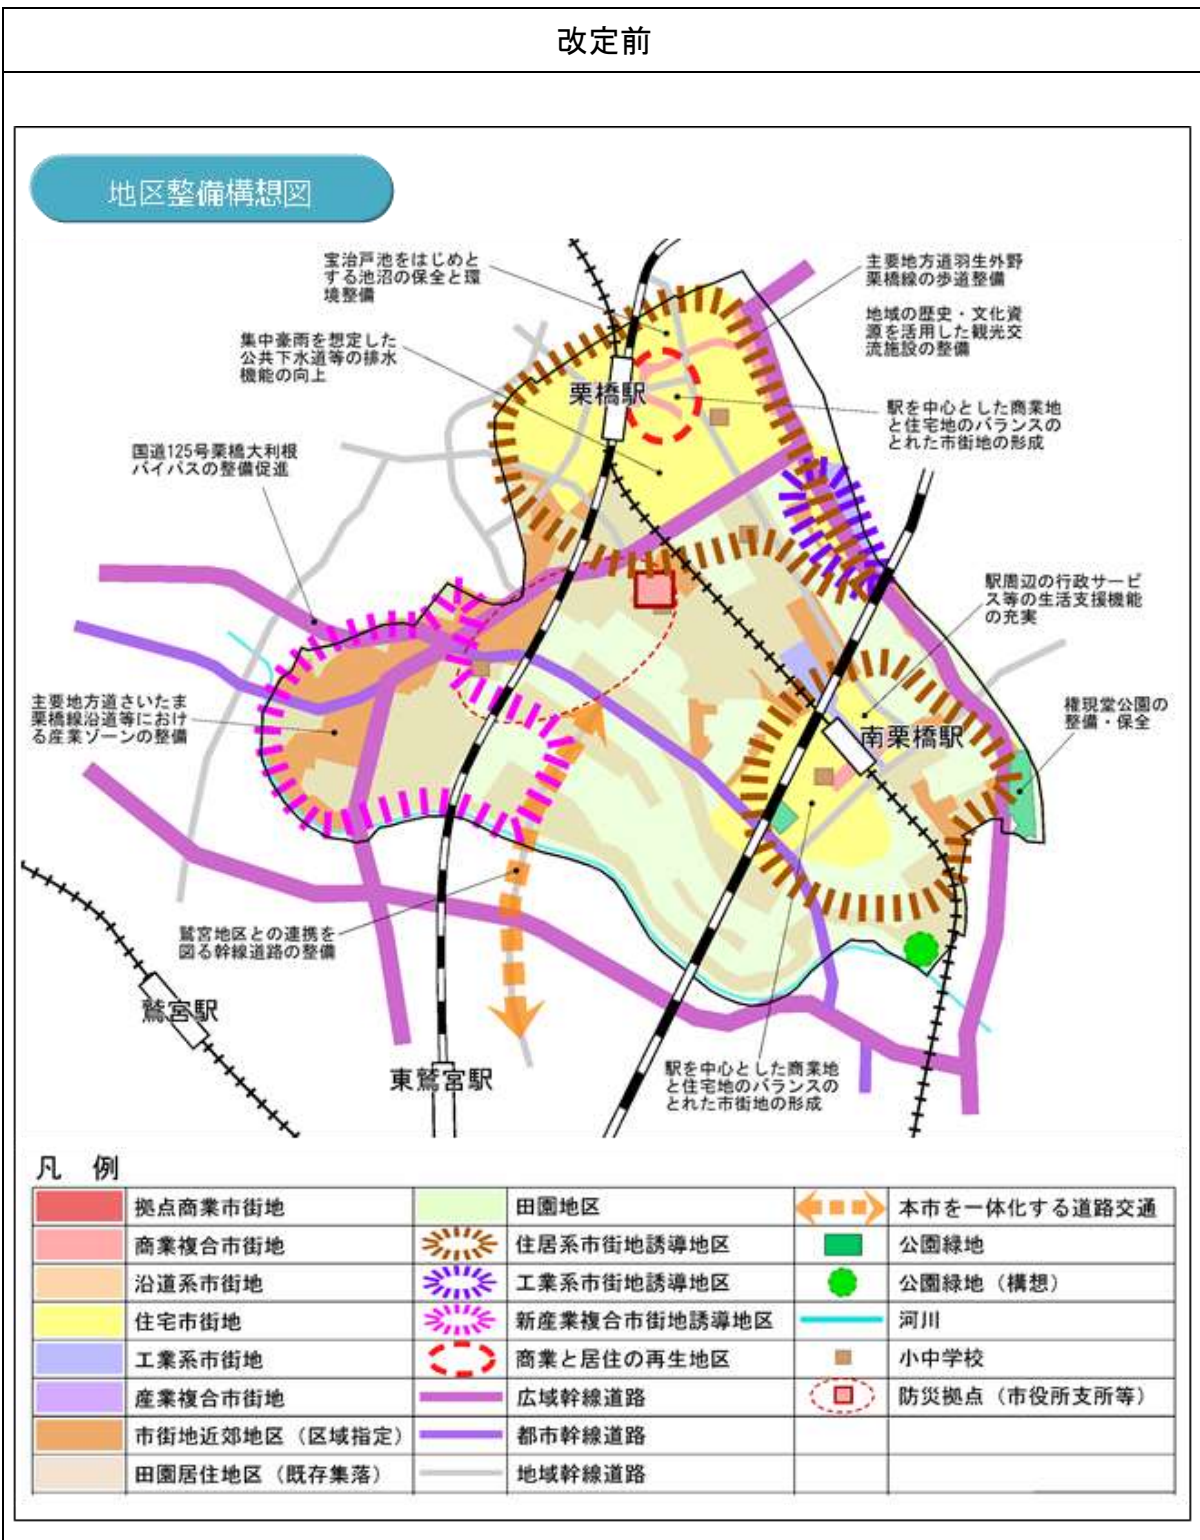 改定前
地区整備構想図
宝治戸池をはじめと
する池沼の保全と環
境整備
主要地方道羽生外野
栗橋線の歩道整備
地域の歴史・文化資
源を活用した観光交
流施設の整備
集中豪雨を想定した
公共下水道等の排水
機能の向上
栗橋駅
駅を中心とした商業地
と住宅地のバランスの
とれた市街地の形成
国道125号栗橋大利根
バイパスの整備促進
駅周辺の行政サービ
ス等の生活支援機能
の充実
主要地方道さいたま
栗橋線沿道等におけ
る産業ゾーンの整備
権現堂公園の
整備・保全
南栗橋駅
鷲宮地区との連携を
図る幹線道路の整備
鷲宮駅
東鷲宮駅
駅を中心とした商業地
と住宅地のバランスの
とれた市街地の形成
凡 例
拠点商業市街地
田園地区
本市を一体化する道路交通
商業複合市街地
住居系市街地誘導地区
公園緑地
沿道系市街地
工業系市街地誘導地区
公園緑地（構想）
住宅市街地
新産業複合市街地誘導地区
河川
工業系市街地
商業と居住の再生地区
小中学校
産業複合市街地
広域幹線道路
防災拠点（市役所支所等）
市街地近郊地区（区域指定）
都市幹線道路
田園居住地区（既存集落）
地域幹線道路